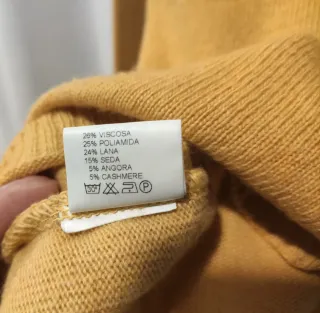 26% VISCOSA
25% POLIAMIDA
24% LANA
15% SEDA
5% ANGORA
5% CASHMERE
P